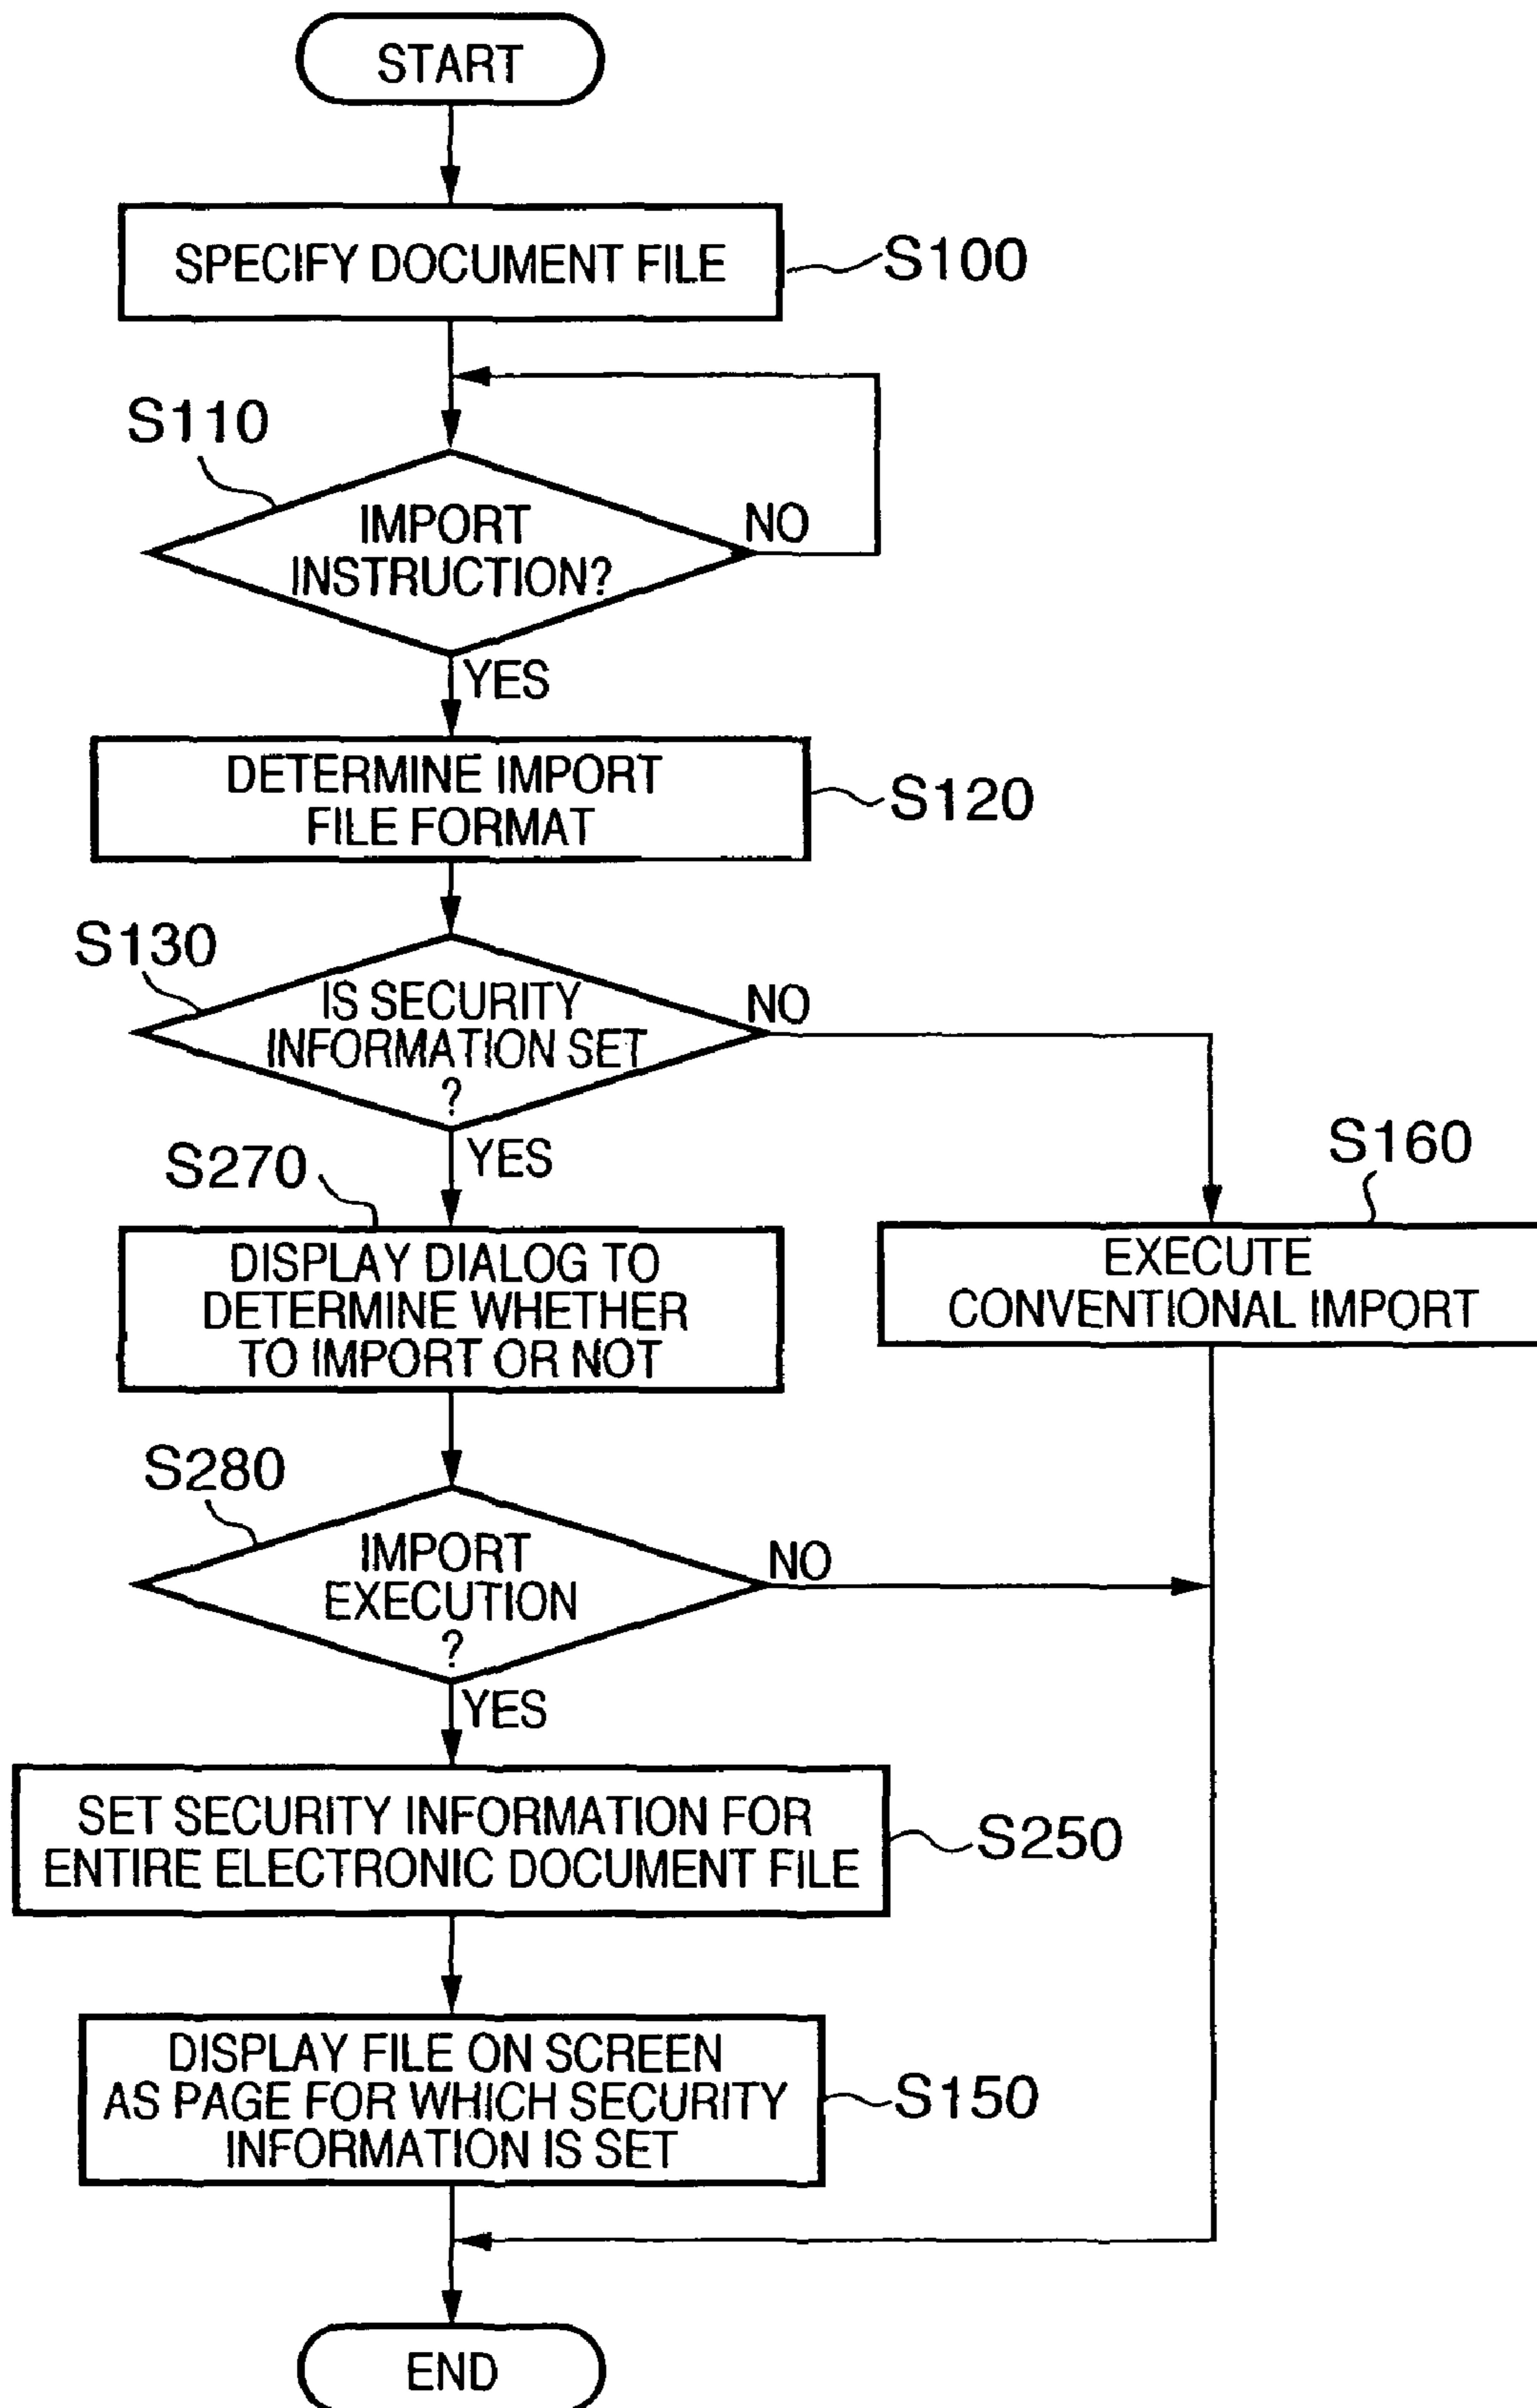 START
SPECIFY DOCUMENT FILE
S100
S110
IMPORT
INSTRUCTION?
NO
YES
DETERMINE IMPORT
FILE FORMAT
S120
S130
IS SECURITY
INFORMATION SET
?
NO
YES
S270
DISPLAY DIALOG TO
DETERMINE WHETHER
TO IMPORT OR NOT
S160
EXECUTE
CONVENTIONAL IMPORT
S280
IMPORT
EXECUTION
?
NO
YES
SET SECURITY INFORMATION FOR
ENTIRE ELECTRONIC DOCUMENT FILE
S250
DISPLAY FILE ON SCREEN
AS PAGE FOR WHICH SECURITY
INFORMATION IS SET
S150
END